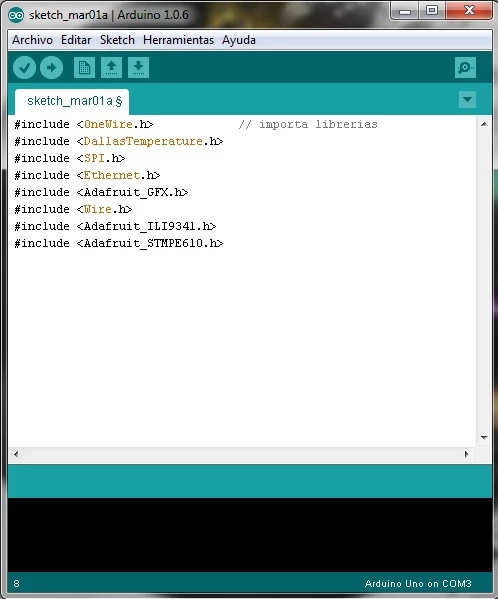 sketch_mar01a | Arduino 1.0.6
Archivo Editar Sketch Herramientas Ayuda
sketch_mar01a §
#include <OneWire.h> // importa librerias
#include <DallasTemperature.h>
#include <SPI.h>
#include <Ethernet.h>
#include <Adafruit_GFX.h>
#include <Wire.h>
#include <Adafruit_ILI9341.h>
#include <Adafruit_STMPE610.h>
8 Arduino Uno on COM3